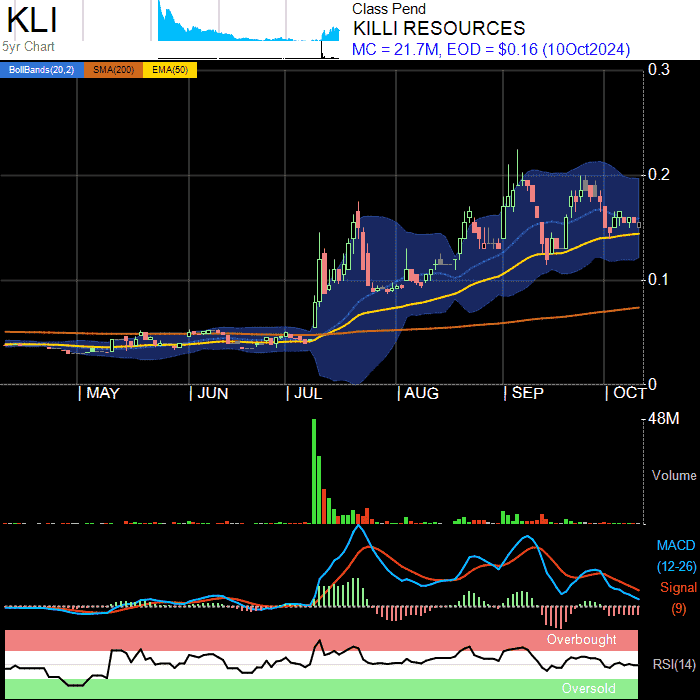 KLI
5yr Chart
Class Pend
KILLI RESOURCES
MC = 21.7M, EOD = $0.16 (10Oct2024)
BollBands(20,2) SMA(200) EMA(50)
0.3
0.2
0.1
0
| MAY | JUN | JUL | AUG | SEP | OCT
48M
Volume
MACD
(12-26)
Signal
(9)
Overbought
RSI(14)
Oversold